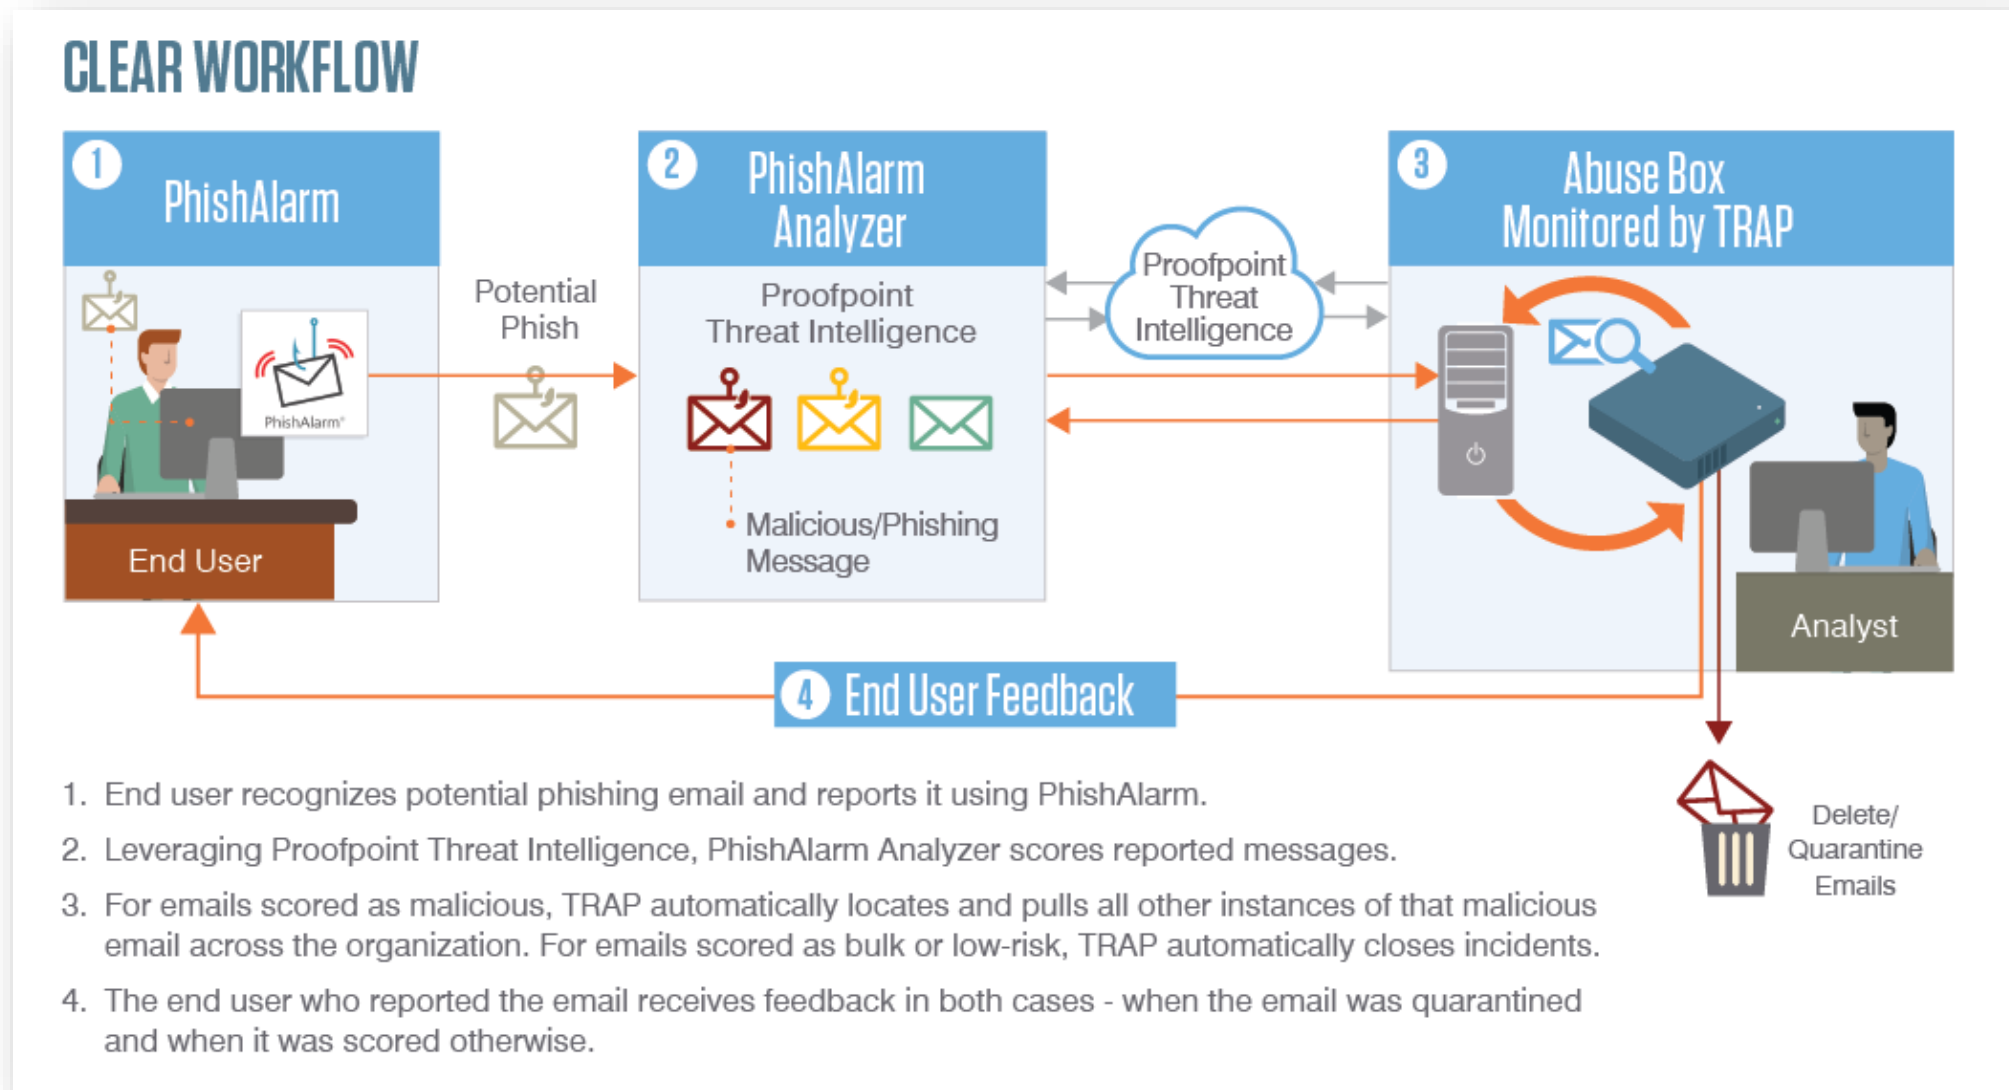 CLEAR WORKFLOW
1
PhishAlarm
PhishAlarm®
End User
Potential
Phish
2
PhishAlarm
Analyzer
Proofpoint
Threat Intelligence
Malicious/Phishing
Message
Proofpoint
Threat
Intelligence
3
Abuse Box
Monitored by TRAP
Analyst
4 End User Feedback
Delete/
Quarantine
Emails
1. End user recognizes potential phishing email and reports it using PhishAlarm.
2. Leveraging Proofpoint Threat Intelligence, PhishAlarm Analyzer scores reported messages.
3. For emails scored as malicious, TRAP automatically locates and pulls all other instances of that malicious
email across the organization. For emails scored as bulk or low-risk, TRAP automatically closes incidents.
4. The end user who reported the email receives feedback in both cases - when the email was quarantined
and when it was scored otherwise.